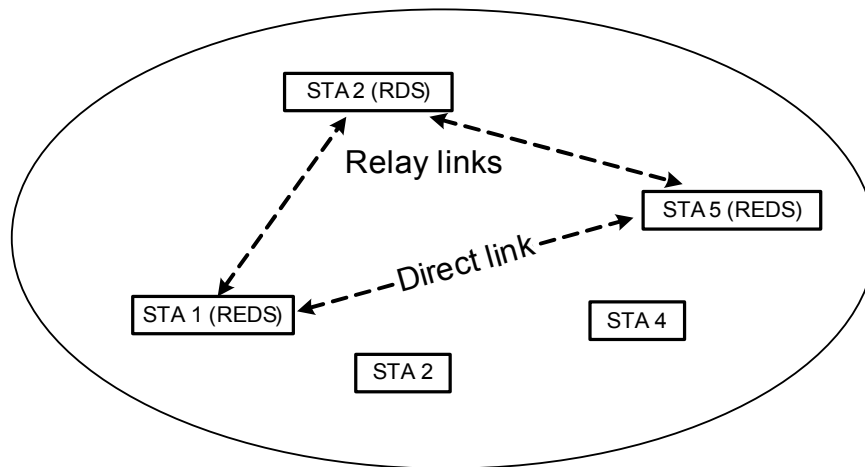 STA 2 (RDS)
Relay links
STA 5 (REDS)
Direct link
STA 1 (REDS)
STA 4
STA 2